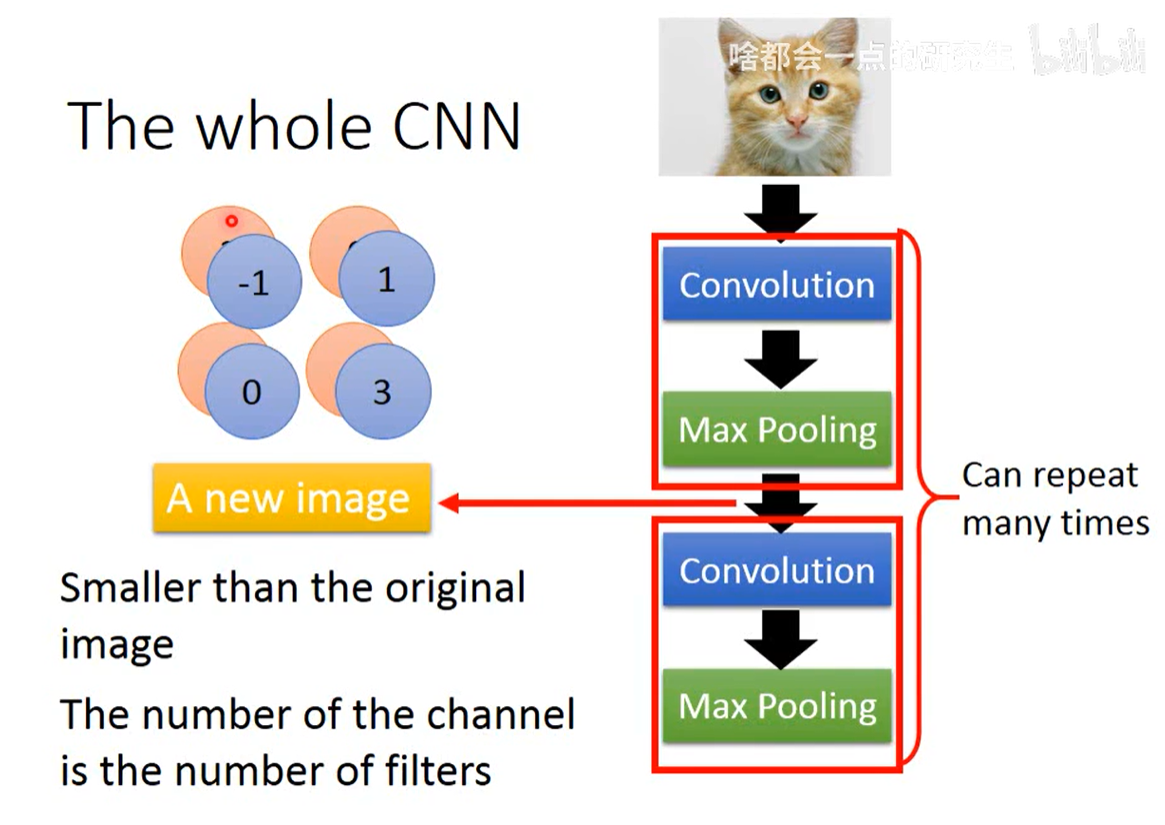 啥都会一点的研究生 bilibili
The whole CNN
-1
1
0
3
A new image
Smaller than the original
image
The number of the channel
is the number of filters
Convolution
Max Pooling
Convolution
Max Pooling
Can repeat
many times